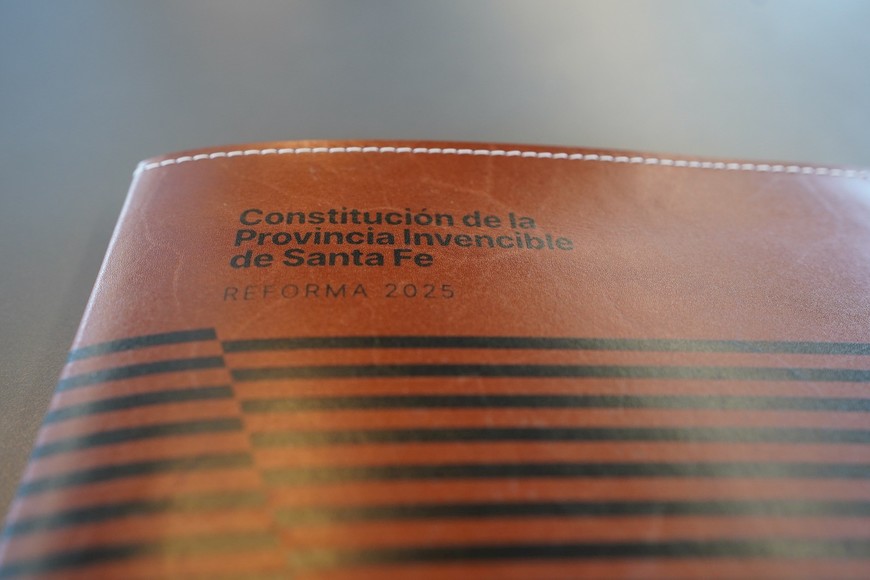 Constitución de la
Provincia Invencible
de Santa Fe
REFORMA 2025